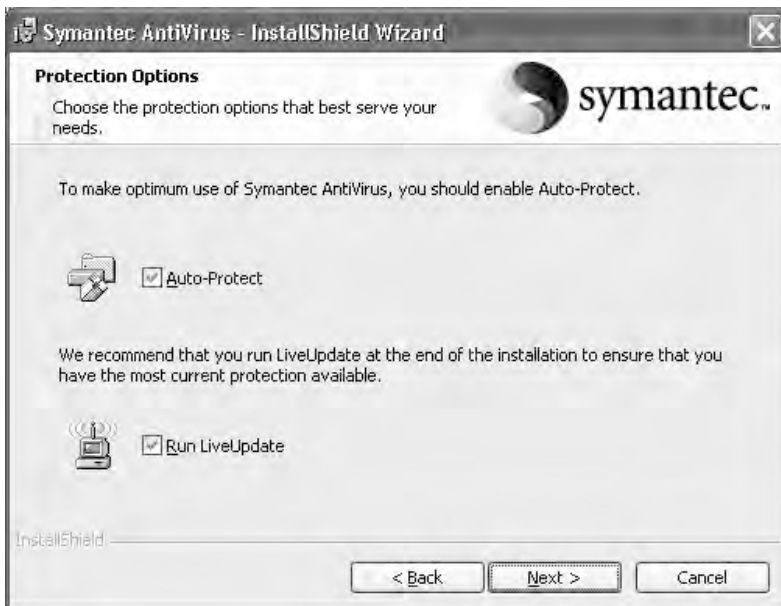 Symantec AntiVirus - InstallShield Wizard
Protection Options
Choose the protection options that best serve your
needs.
symantec.
To make optimum use of Symantec AntiVirus, you should enable Auto-Protect.
Auto-Protect
We recommend that you run LiveUpdate at the end of the installation to ensure that you
have the most current protection available.
Run LiveUpdate
InstallShield
< Back
Next >
Cancel